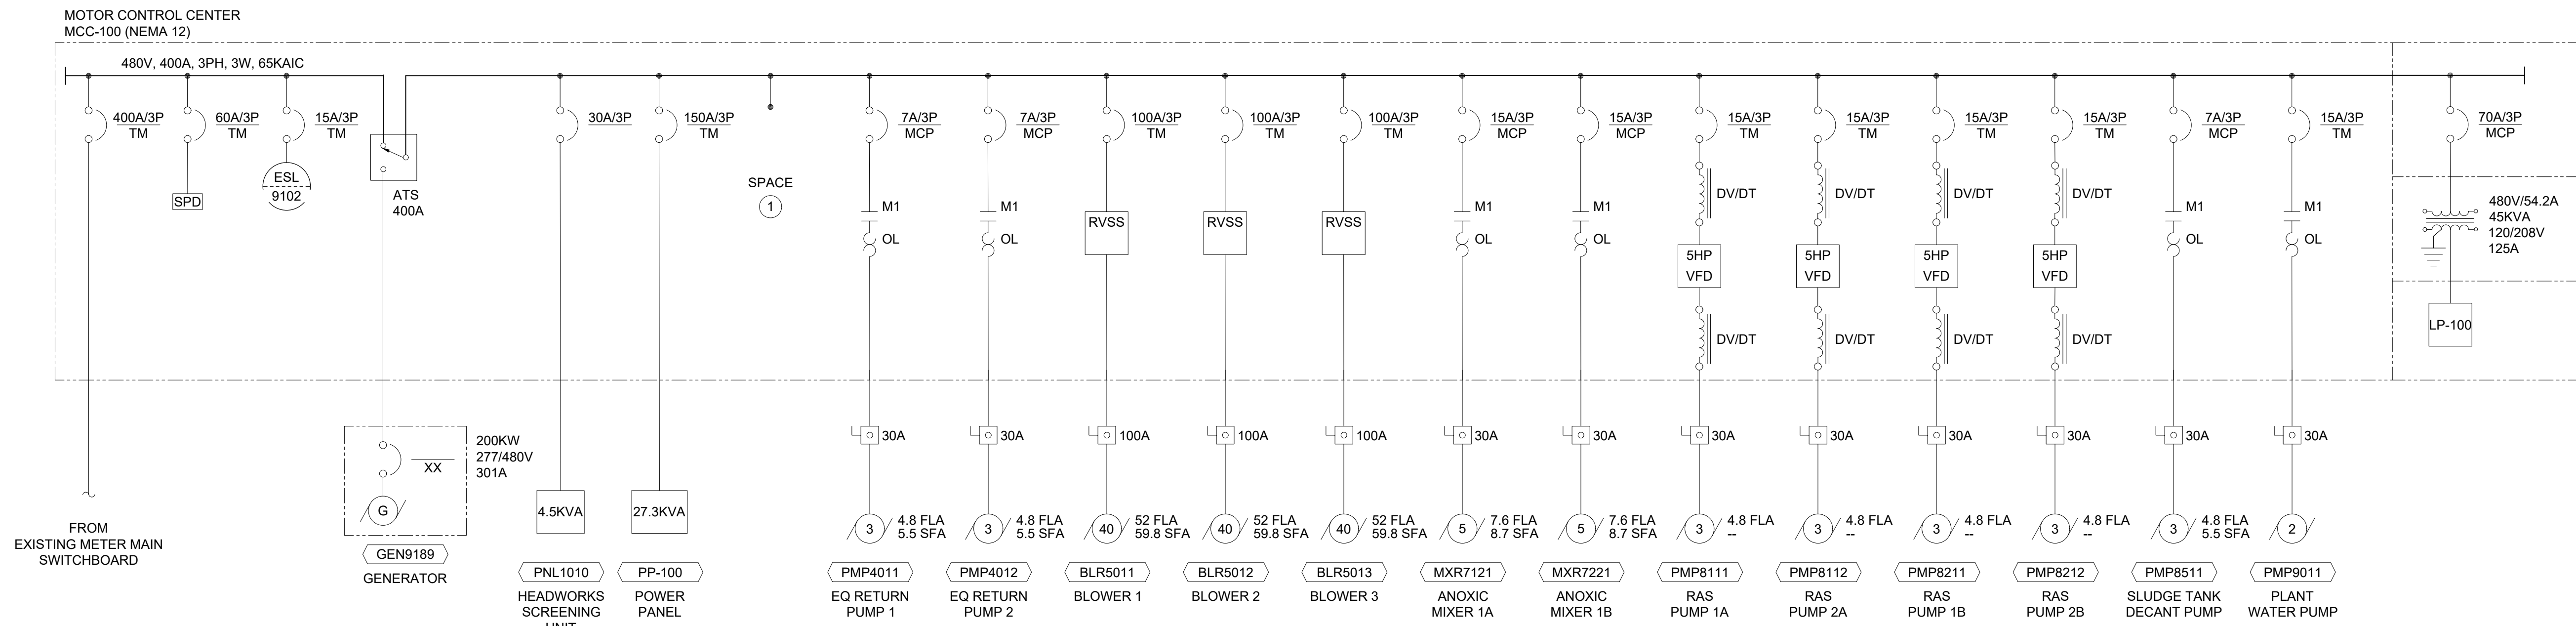 MOTOR CONTROL CENTER
MCC-100 (NEMA 12)
480V, 400A, 3PH, 3W, 65KAIC
400A/3P
TM
60A/3P
TM
15A/3P
TM
30A/3P
150A/3P
TM
7A/3P
MCP
7A/3P
MCP
100A/3P
TM
100A/3P
TM
100A/3P
TM
15A/3P
MCP
15A/3P
MCP
15A/3P
TM
15A/3P
TM
15A/3P
TM
15A/3P
TM
7A/3P
MCP
15A/3P
TM
70A/3P
MCP
SPD
ESL
9102
ATS
400A
SPACE
1
M1
OL
M1
OL
RVSS
RVSS
RVSS
M1
OL
M1
OL
DV/DT
5HP
VFD
DV/DT
DV/DT
5HP
VFD
DV/DT
DV/DT
5HP
VFD
DV/DT
DV/DT
5HP
VFD
DV/DT
M1
OL
M1
OL
480V/54.2A
45KVA
120/208V
125A
LP-100
30A
30A
100A
100A
100A
30A
30A
30A
30A
30A
30A
30A
30A
FROM
EXISTING METER MAIN
SWITCHBOARD
XX
200KW
277/480V
301A
G
GEN9189
GENERATOR
4.5KVA
PNL1010
HEADWORKS
SCREENING
UNIT
27.3KVA
PP-100
POWER
PANEL
3
4.8 FLA
5.5 SFA
PMP4011
EQ RETURN
PUMP 1
3
4.8 FLA
5.5 SFA
PMP4012
EQ RETURN
PUMP 2
40
52 FLA
59.8 SFA
BLR5011
BLOWER 1
40
52 FLA
59.8 SFA
BLR5012
BLOWER 2
40
52 FLA
59.8 SFA
BLR5013
BLOWER 3
5
7.6 FLA
8.7 SFA
MXR7121
ANOXIC
MIXER 1A
5
7.6 FLA
8.7 SFA
MXR7221
ANOXIC
MIXER 1B
3
4.8 FLA
--
PMP8111
RAS
PUMP 1A
3
4.8 FLA
--
PMP8112
RAS
PUMP 2A
3
4.8 FLA
--
PMP8211
RAS
PUMP 1B
3
4.8 FLA
--
PMP8212
RAS
PUMP 2B
3
4.8 FLA
5.5 SFA
PMP8511
SLUDGE TANK
DECANT PUMP
2
PMP9011
PLANT
WATER PUMP